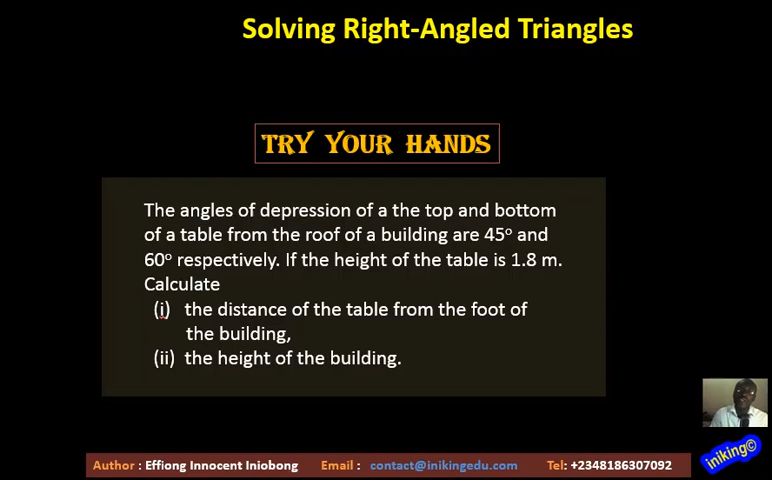 Solving Right-Angled Triangles
TRY YOUR HANDS
The angles of depression of a the top and bottom
of a table from the roof of a building are 45° and
60° respectively. If the height of the table is 1.8 m.
Calculate
(i) the distance of the table from the foot of
the building,
(ii) the height of the building.
iniking©
Author : Effiong Innocent Iniobong Email : contact@inikingedu.com Tel: +2348186307092